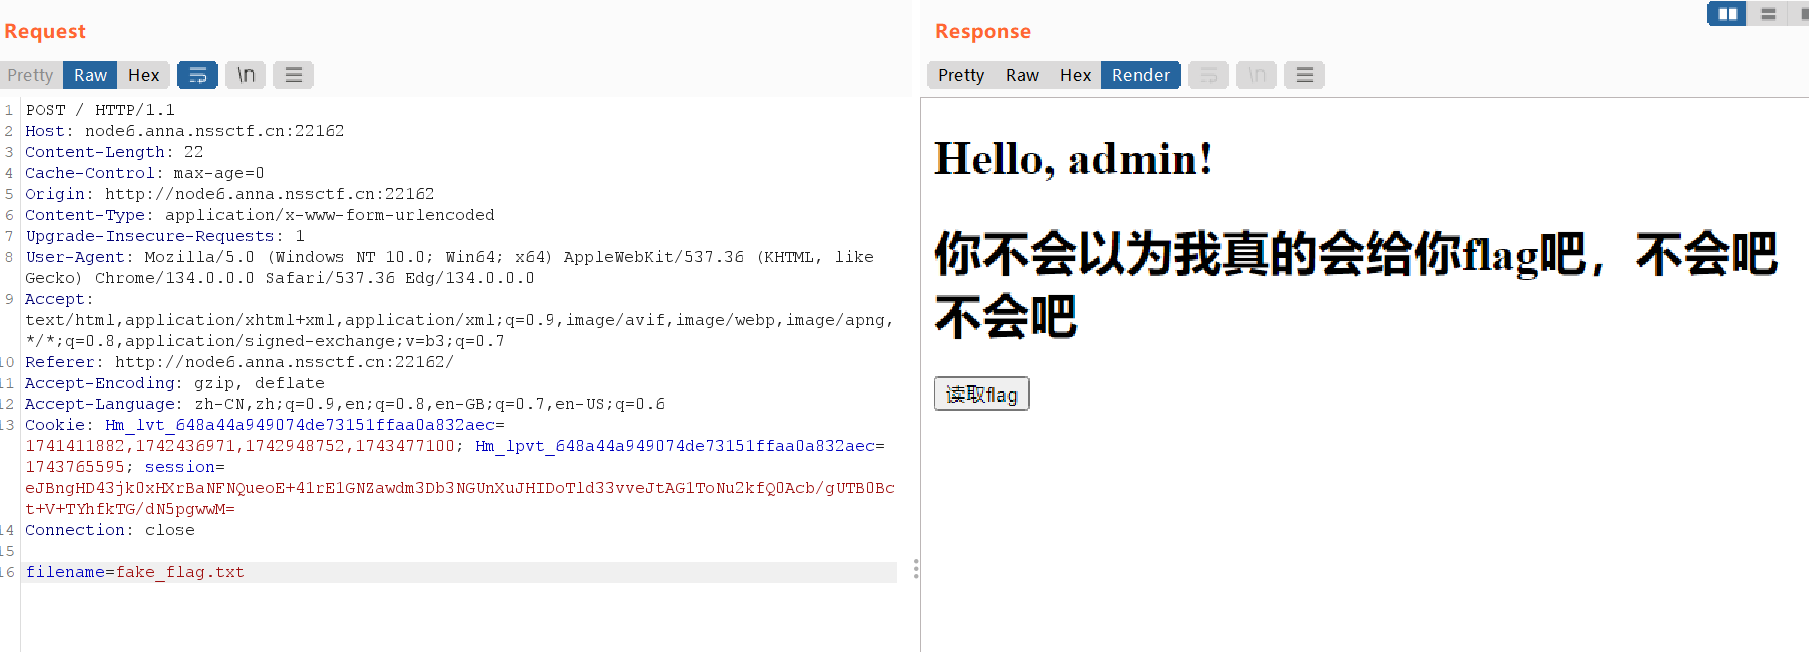 Request
Pretty Raw Hex \n
1 POST / HTTP/1.1
2 Host: node6.anna.nssctf.cn:22162
3 Content-Length: 22
4 Cache-Control: max-age=0
5 Origin: http://node6.anna.nssctf.cn:22162
6 Content-Type: application/x-www-form-urlencoded
7 Upgrade-Insecure-Requests: 1
8 User-Agent: Mozilla/5.0 (Windows NT 10.0; Win64; x64) AppleWebKit/537.36 (KHTML, like
Gecko) Chrome/134.0.0.0 Safari/537.36 Edg/134.0.0.0
9 Accept:
text/html,application/xhtml+xml,application/xml;q=0.9,image/avif,image/webp,image/apng,
*/*;q=0.8,application/signed-exchange;v=b3;q=0.7
10 Referer: http://node6.anna.nssctf.cn:22162/
11 Accept-Encoding: gzip, deflate
12 Accept-Language: zh-CN,zh;q=0.9,en;q=0.8,en-GB;q=0.7,en-US;q=0.6
13 Cookie: Hm_lvt_648a44a949074de73151ffaa0a832aec=
1741411882,1742436971,1742948752,1743477100; Hm_lpvt_648a44a949074de73151ffaa0a832aec=
1743765595; session=
eJBngHD43jk0xHXrBaNFNQueoE+41rE1GNZawdm3Db3NGUnXuJHIDoTld33vveJtAG1ToNu2kfQ0Acb/gUTB0Bc
t+V+TYhfkTG/dN5pgwwM=
14 Connection: close
15
16 filename=fake_flag.txt
Response
Pretty Raw Hex Render \n
Hello, admin!
你不会以为我真的会给你flag吧，不会吧
不会吧
读取flag